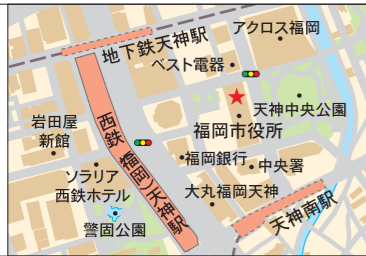 アクロス福岡
地下鉄天神駅
ベスト電器
天神中央公園
岩田屋
新館
福岡市役所
西鉄福岡(天神)駅
福岡銀行
中央署
ソラリア
西鉄ホテル
大丸福岡天神
天神南駅
警固公園